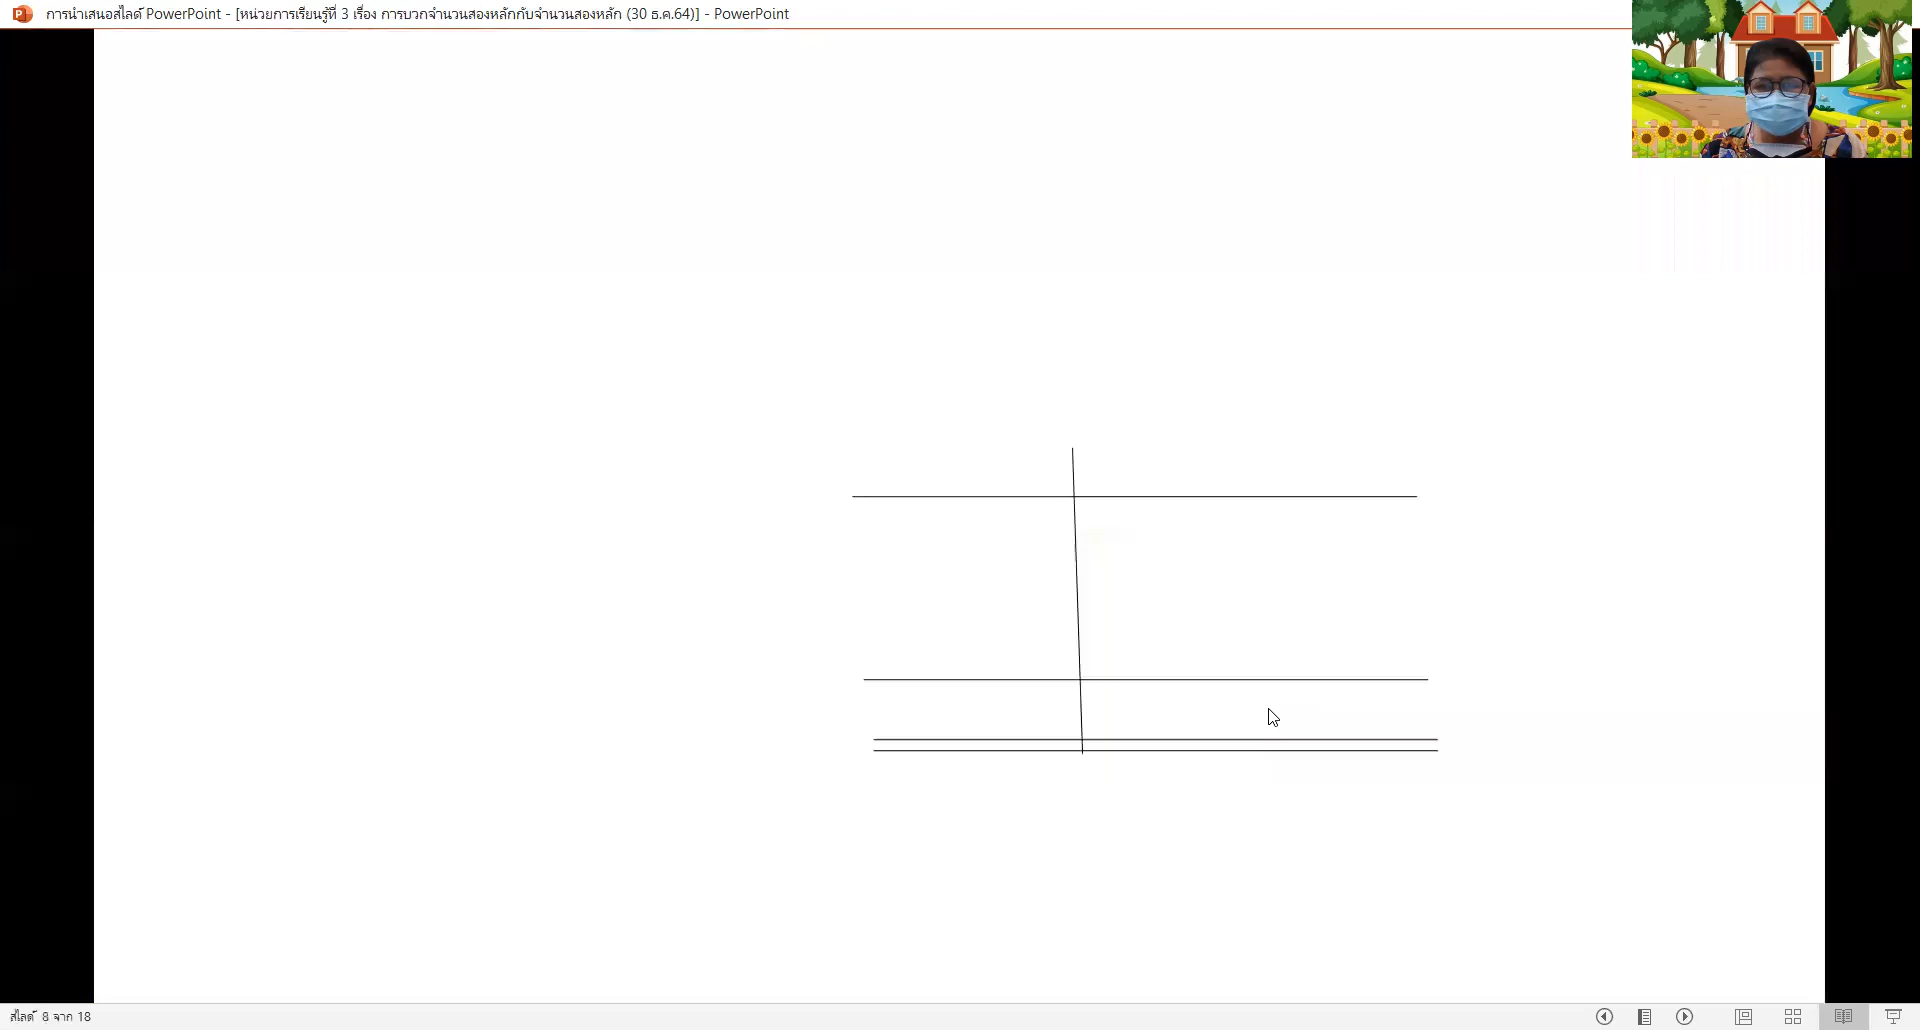 การนำเสนอสไลด์ PowerPoint - [หน่วยการเรียนรู้ที่ 3 เรื่อง การบวกจำนวนสองหลักกับจำนวนสองหลัก (30 ธ.ค.64)] - PowerPoint
สไลด์ 8 จาก 18